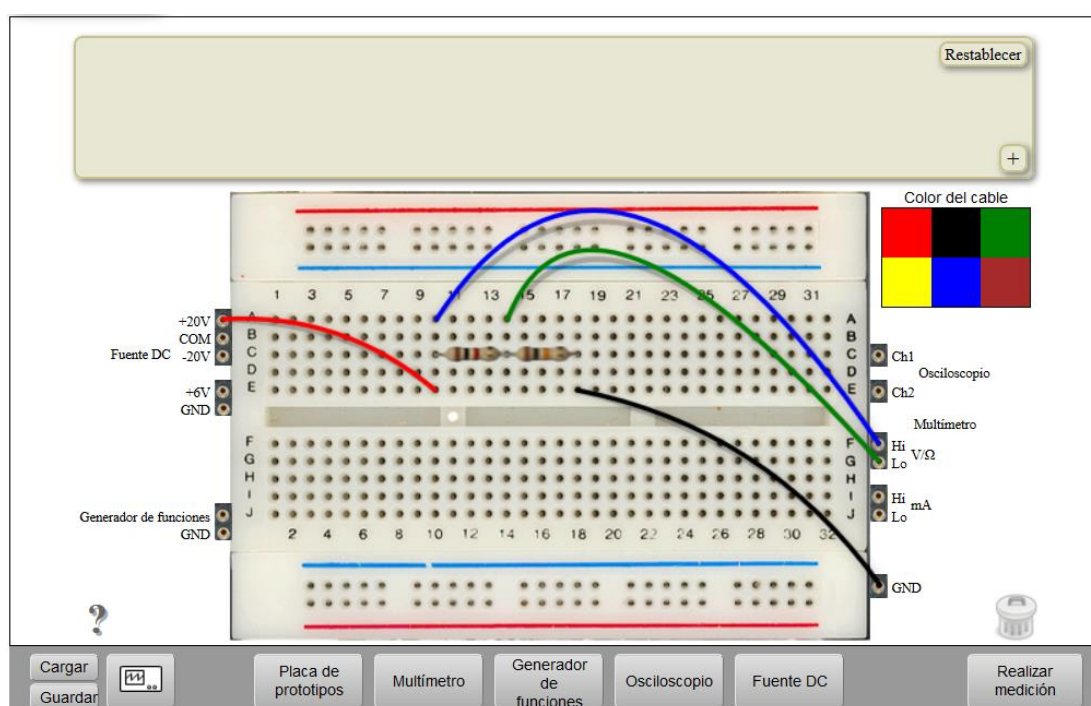 Restablecer
+
Color del cable
1 3 5 7 9 11 13 15 17 19 21 23 25 27 29 31
A A
B B
C C
D D
E E
+20V
COM
Fuente DC -20V
+6V
GND
Ch1
Osciloscopio
Ch2
Multímetro
Hi
V/Ω
Lo
Hi
mA
Lo
F F
G G
H H
I I
J J
Generador de funciones
GND
2 4 6 8 10 12 14 16 18 20 22 24 26 28 30 32
GND
?
Cargar
Guardar
Placa de
prototipos
Multímetro
Generador
de
funciones
Osciloscopio
Fuente DC
Realizar
medición